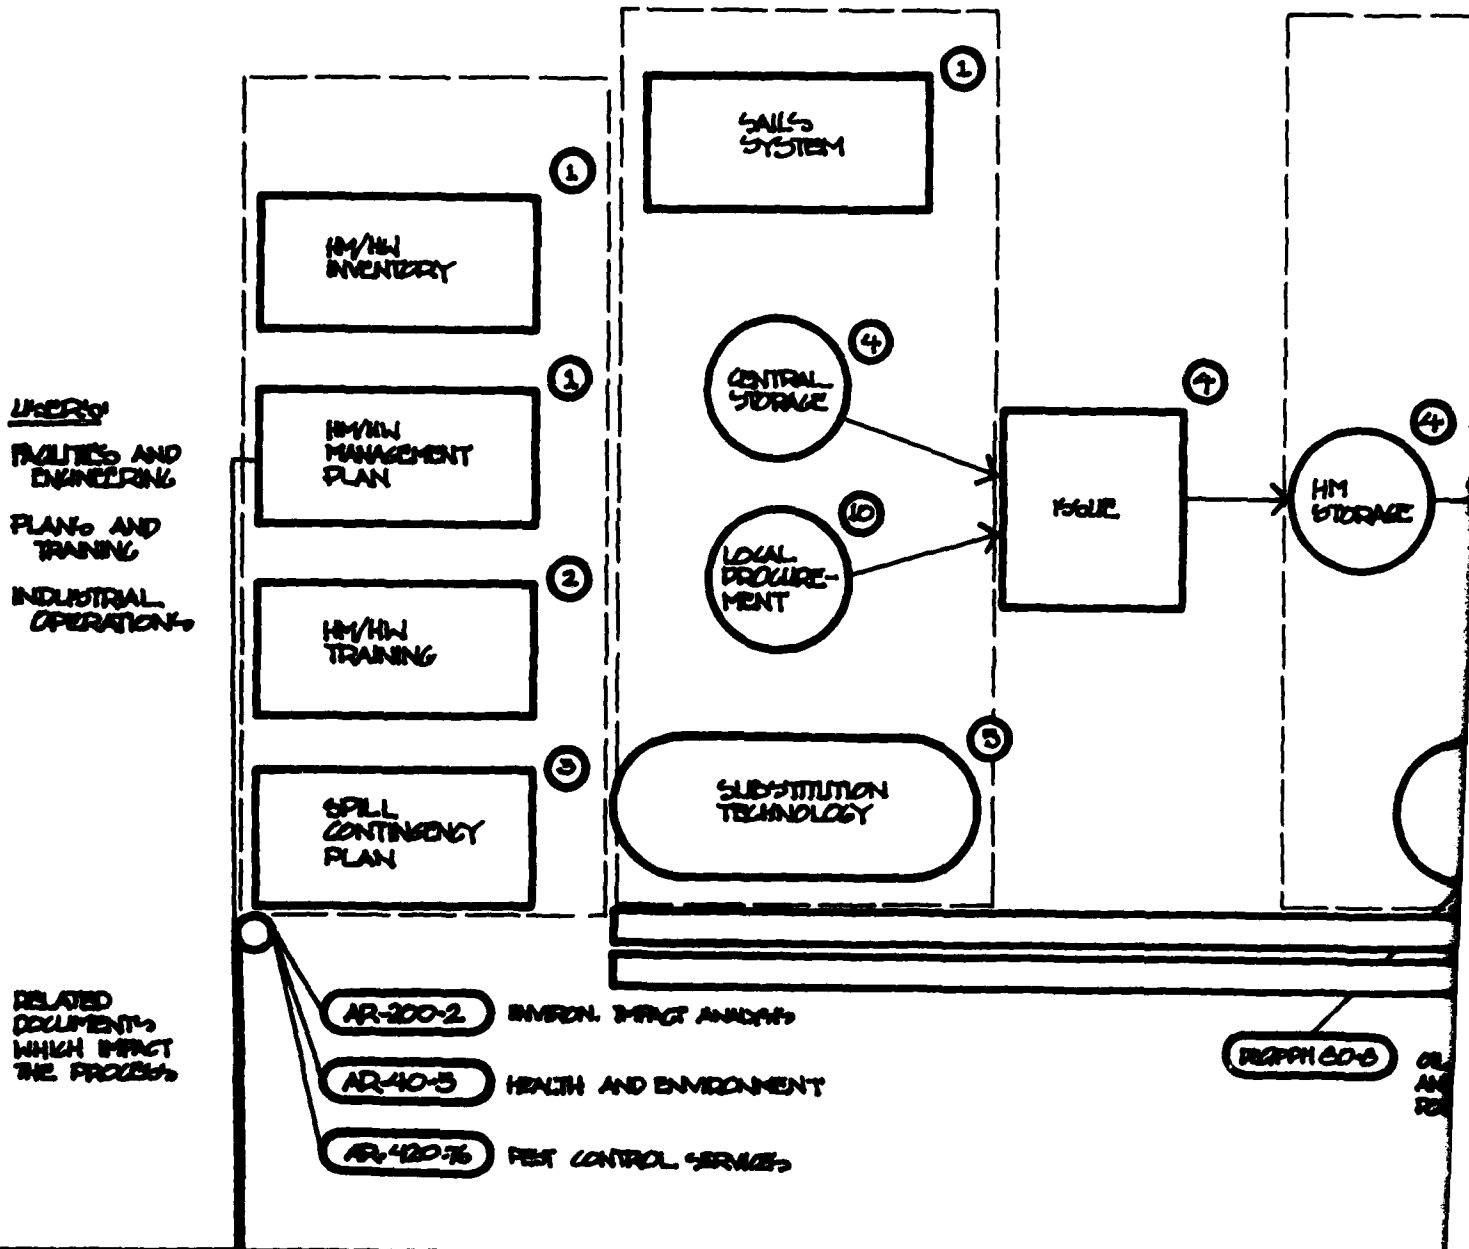 1
SAILS
SYSTEM
1
HM/HW
INVENTORY
4
CENTRAL
STORAGE
1
HM/HW
MANAGEMENT
PLAN
4
4
USERS:
FACILITIES AND
ENGINEERING
PLANS AND
TRAINING
INDUSTRIAL
OPERATIONS
10
LOCAL
PROCURE-
MENT
ISSUE
HM
STORAGE
2
HM/HW
TRAINING
5
SUBSTITUTION
TECHNOLOGY
3
SPILL
CONTINGENCY
PLAN
RELATED
DOCUMENTS
WHICH IMPACT
THE PROCESS
AR-200-2 ENVIRON. IMPACT ANALYSIS
AR-40-5 HEALTH AND ENVIRONMENT
AR-420-76 PEST CONTROL SERVICES
OIL